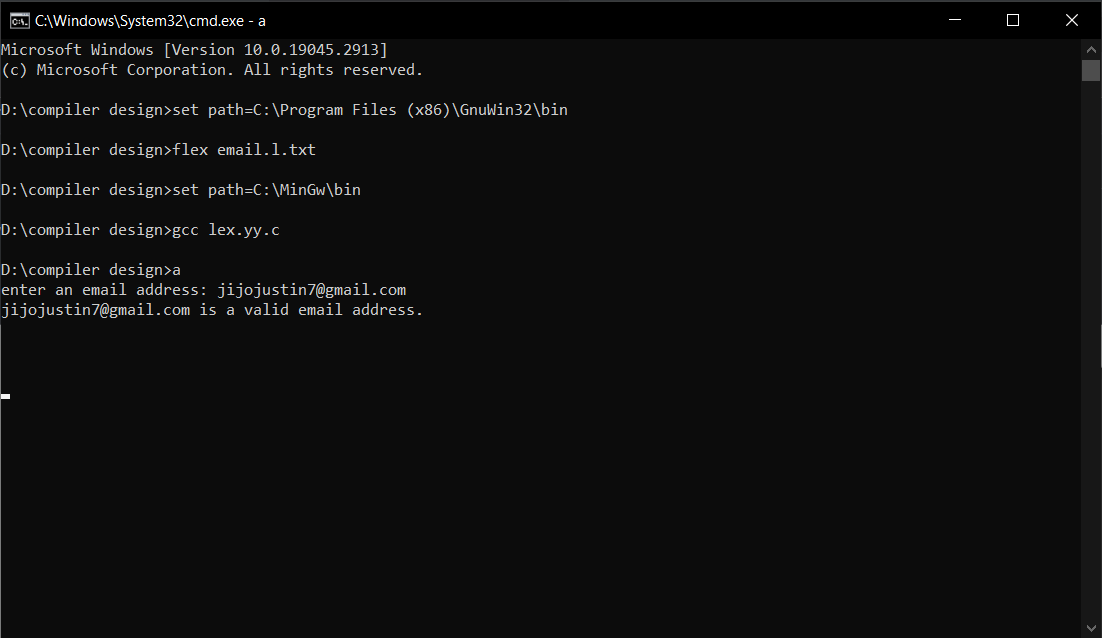 C:\Windows\System32\cmd.exe - a
Microsoft Windows [Version 10.0.19045.2913]
(c) Microsoft Corporation. All rights reserved.
D:\compiler design>set path=C:\Program Files (x86)\GnuWin32\bin
D:\compiler design>flex email.l.txt
D:\compiler design>set path=C:\MinGw\bin
D:\compiler design>gcc lex.yy.c
D:\compiler design>a
enter an email address: jijojustin7@gmail.com
jijojustin7@gmail.com is a valid email address.